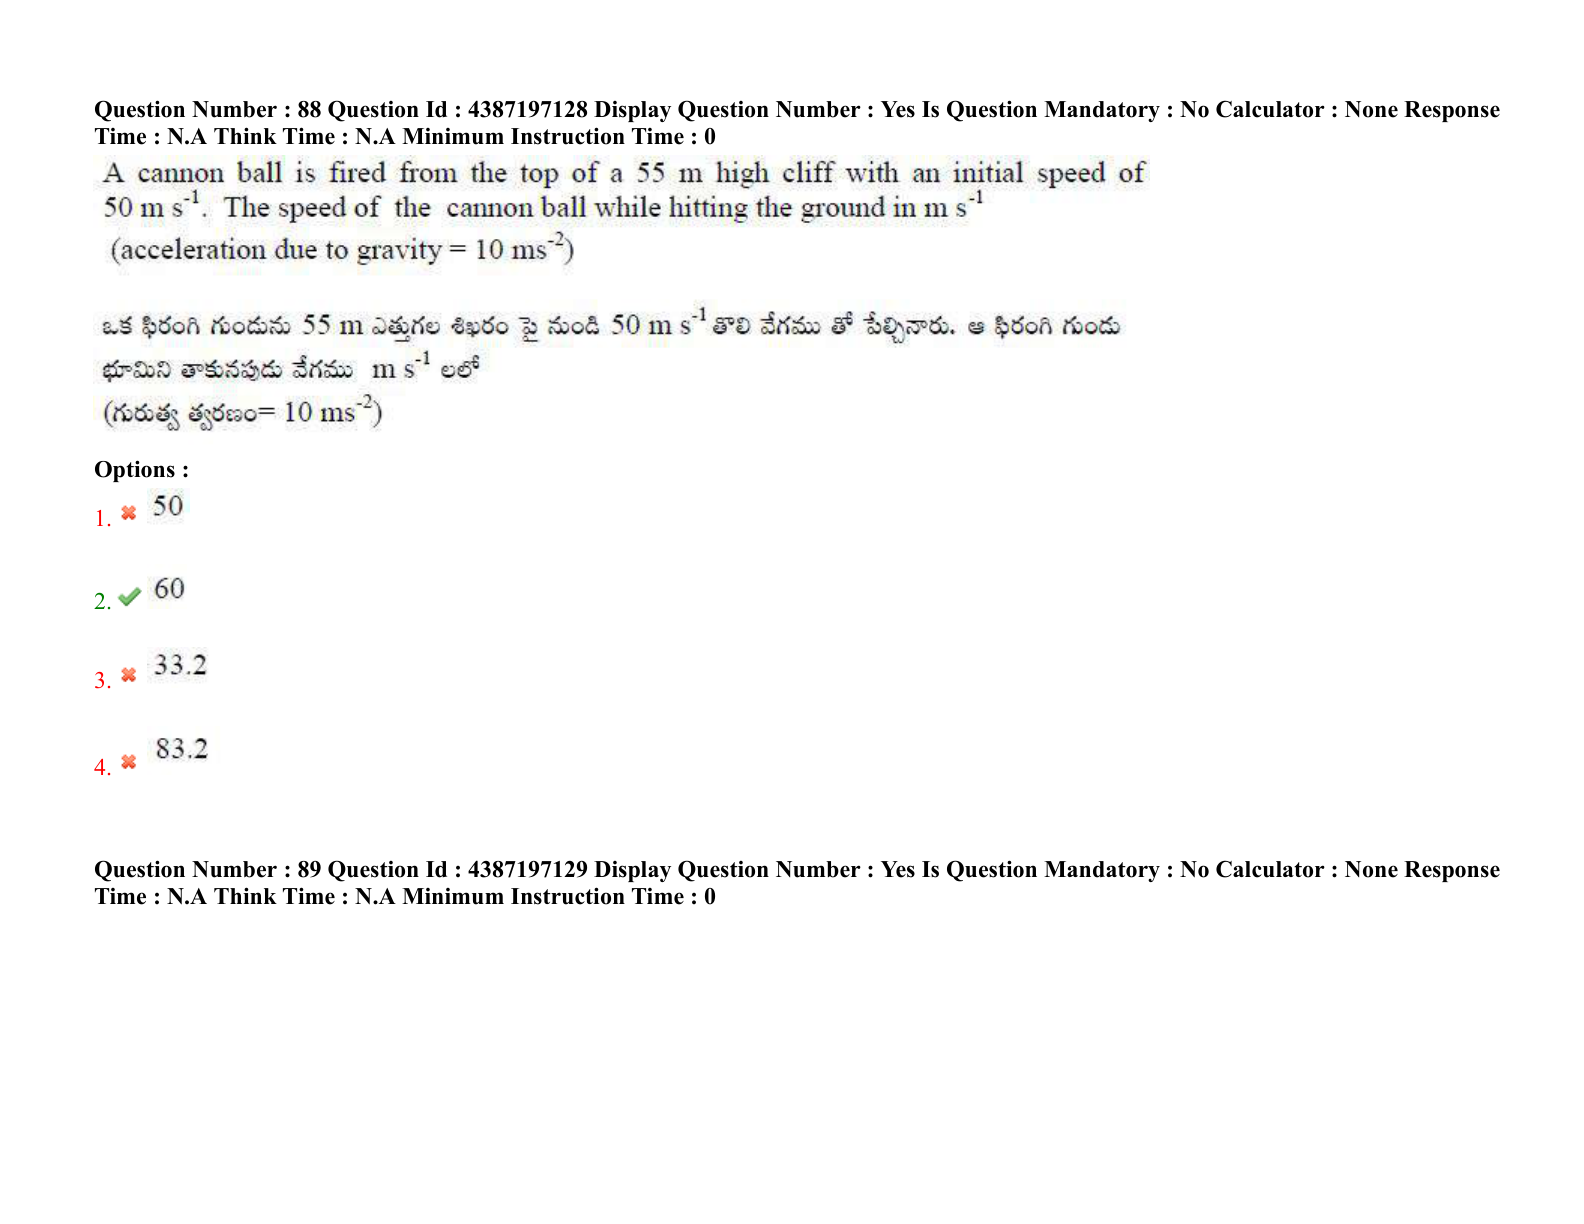 Question Number : 88 Question Id : 4387197128 Display Question Number : Yes Is Question Mandatory : No Calculator : None Response
Time : N.A Think Time : N.A Minimum Instruction Time : 0
A cannon ball is fired from the top of a 55 m high cliff with an initial speed of
50 m s⁻¹. The speed of the cannon ball while hitting the ground in m s⁻¹
(acceleration due to gravity = 10 ms⁻²)
ఒక ఫిరంగి గుండును 55 m ఎత్తుగల శిఖరం పై నుండి 50 m s⁻¹ తొలి వేగము తో పేల్చినారు. ఆ ఫిరంగి గుండు
భూమిని తాకునపుడు వేగము m s⁻¹ లలో
(గురుత్వ త్వరణం= 10 ms⁻²)
Options :
1. 50
2. 60
3. 33.2
4. 83.2
Question Number : 89 Question Id : 4387197129 Display Question Number : Yes Is Question Mandatory : No Calculator : None Response
Time : N.A Think Time : N.A Minimum Instruction Time : 0